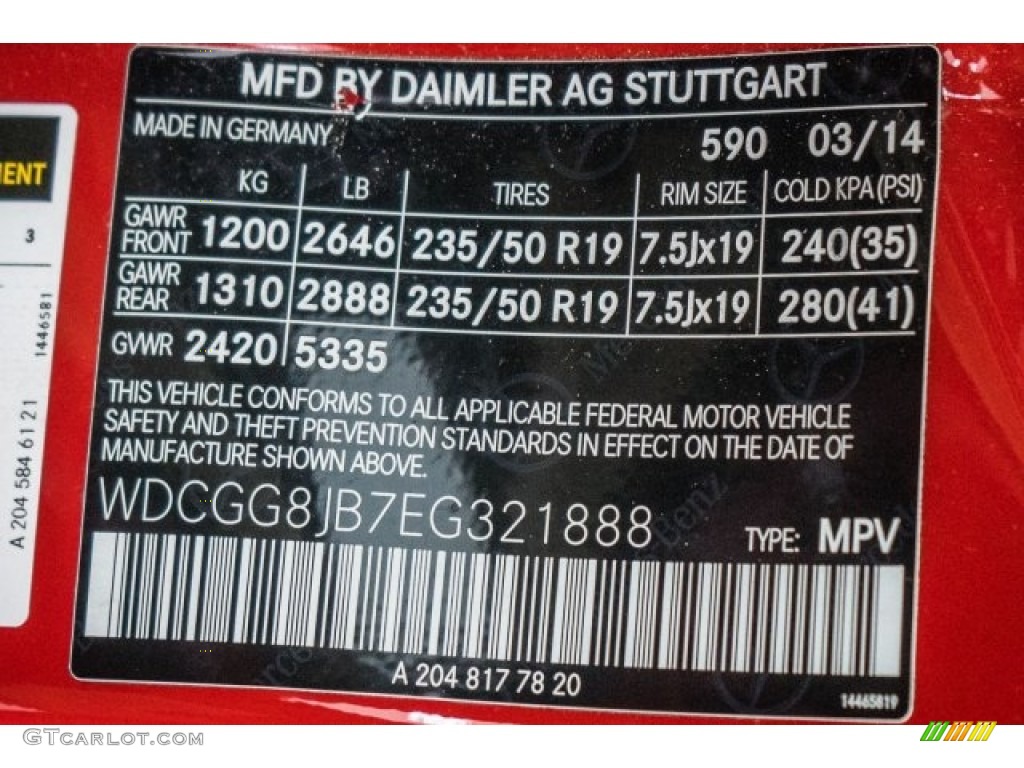 MFD BY DAIMLER AG STUTTGART
MADE IN GERMANY 590 03/14
KG LB TIRES RIM SIZE COLD KPA (PSI)
GAWR FRONT 1200 2646 235/50 R19 7.5Jx19 240(35)
GAWR REAR 1310 2888 235/50 R19 7.5Jx19 280(41)
GVWR 2420 5335
THIS VEHICLE CONFORMS TO ALL APPLICABLE FEDERAL MOTOR VEHICLE
SAFETY AND THEFT PREVENTION STANDARDS IN EFFECT ON THE DATE OF
MANUFACTURE SHOWN ABOVE.
WDCGG8JB7EG321888 TYPE: MPV
A 204 817 78 20
14465819
3
1446581
A 204 584 61 21
GTCARLOT.COM